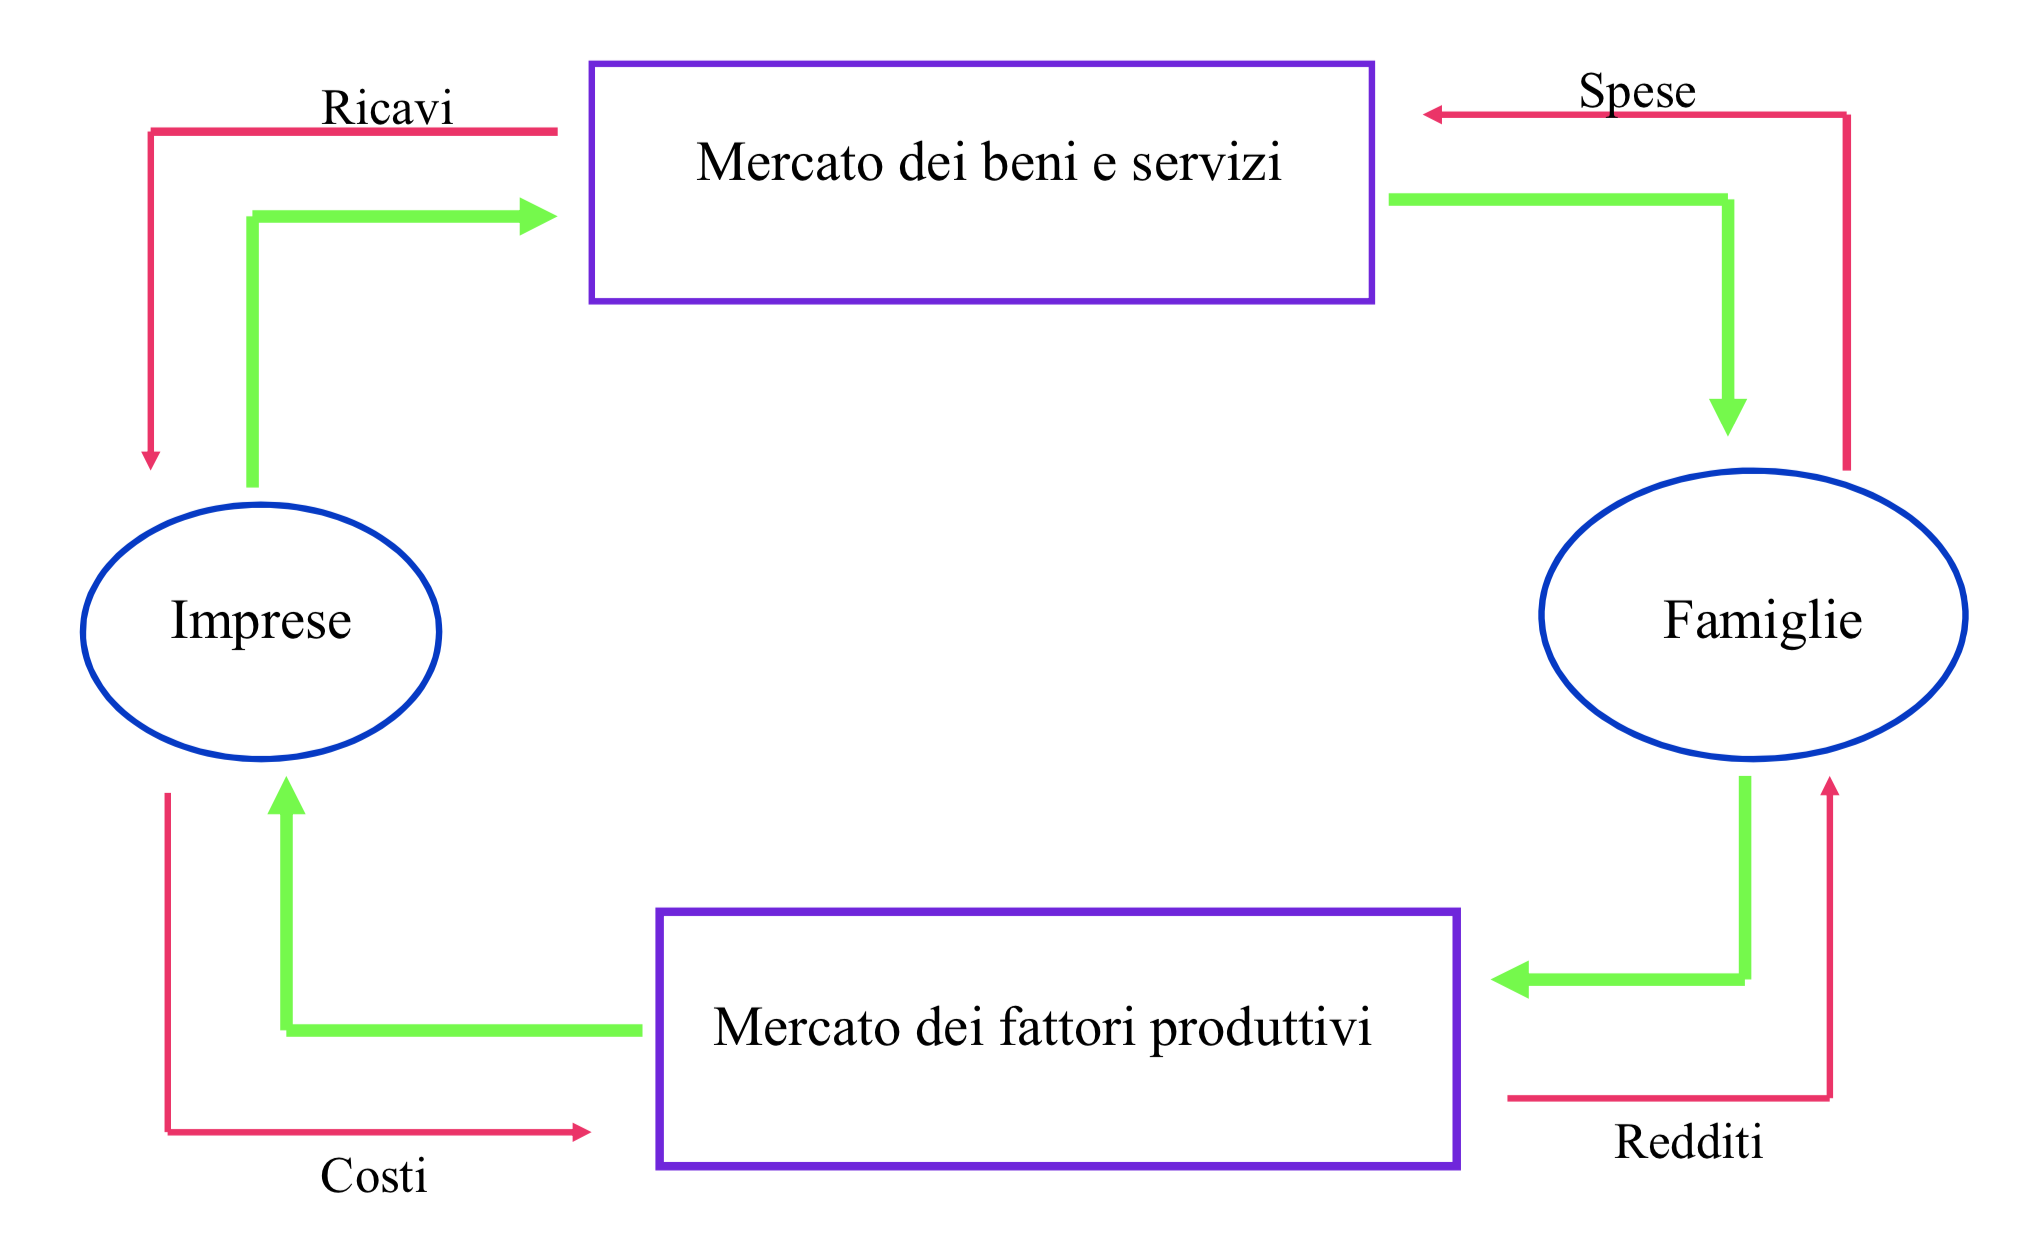 Ricavi
Spese
Mercato dei beni e servizi
Imprese
Famiglie
Mercato dei fattori produttivi
Redditi
Costi